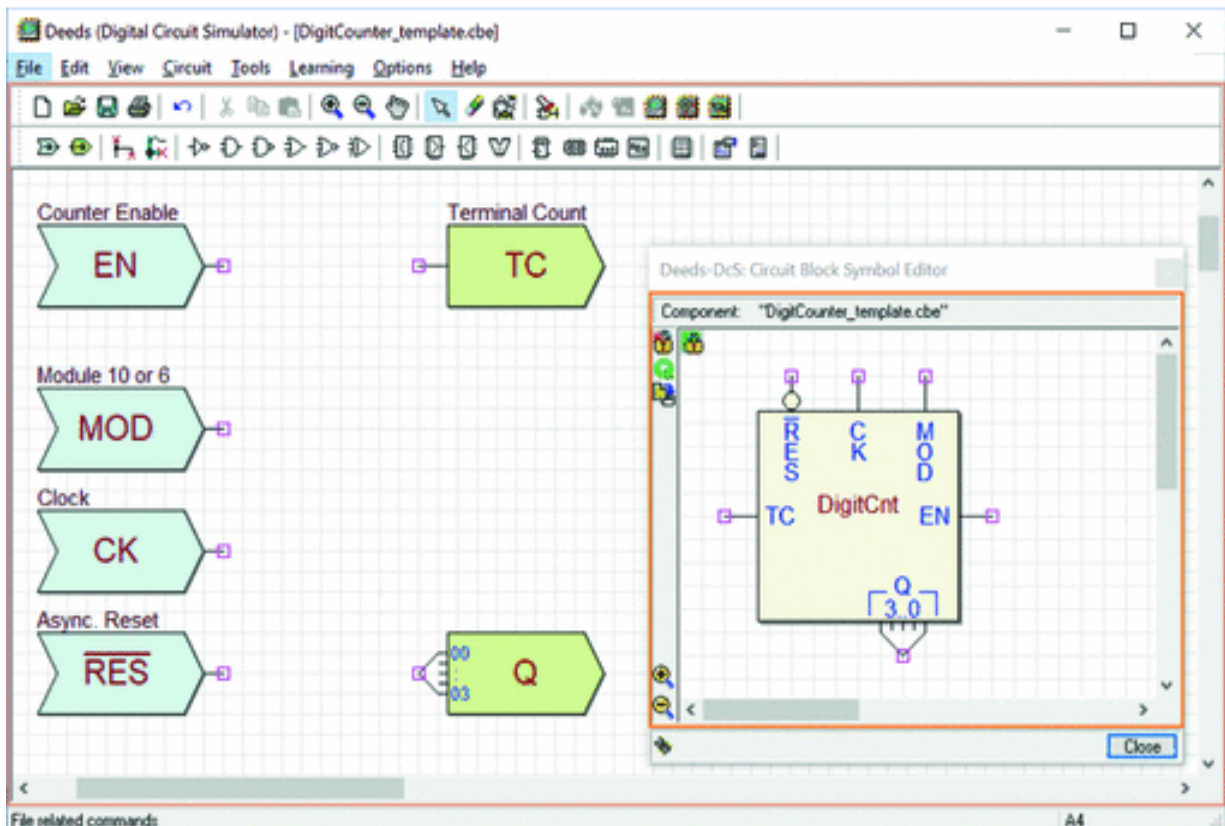 Deeds (Digital Circuit Simulator) - [DigitCounter_template.cbe]
File Edit View Circuit Tools Learning Options Help
Counter Enable
EN
Terminal Count
TC
Module 10 or 6
MOD
Clock
CK
Async. Reset
RES
00
:
03
Q
Deeds-DcS: Circuit Block Symbol Editor
Component: "DigitCounter_template.cbe"
RES
CK
MOD
TC
DigitCnt
EN
Q
3..0
Close
File related commands
A4